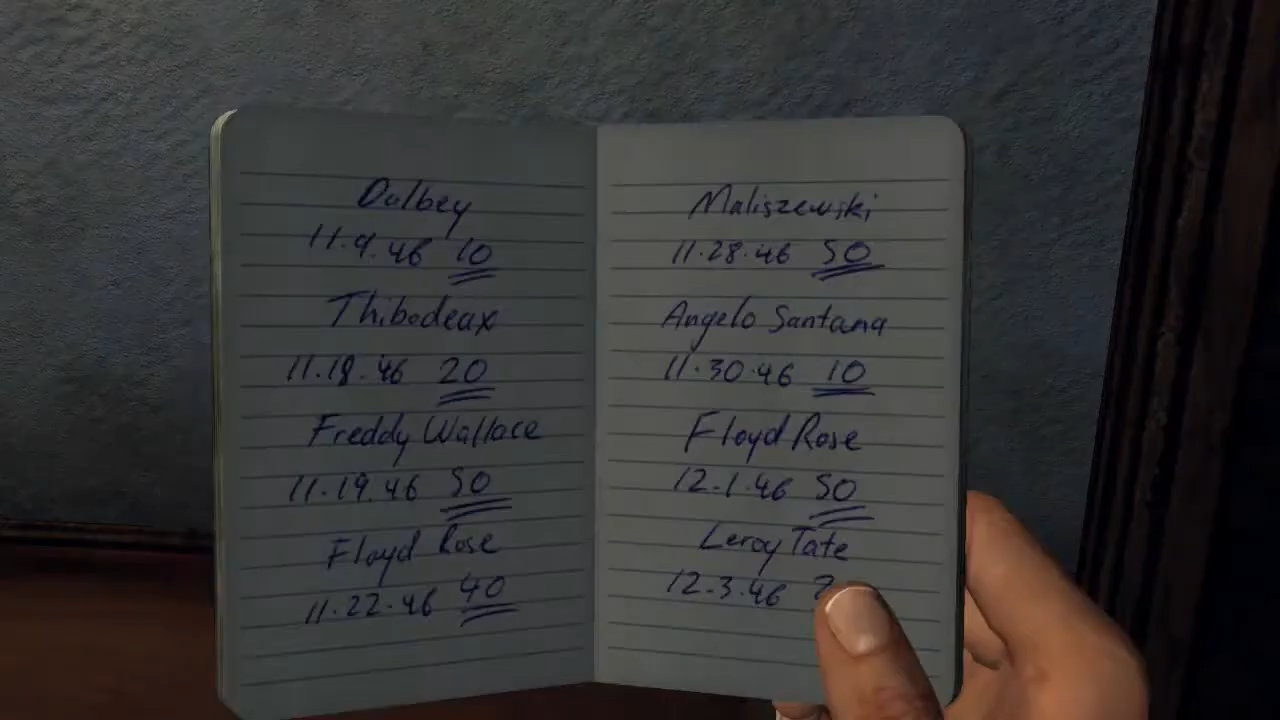 Dalbey
11.9.46 10
Thibodeax
11.18.46 20
Freddy Wallace
11.19.46 50
Floyd Rose
11.22.46 40
Maliszewski
11.28.46 50
Angelo Santana
11.30.46 10
Floyd Rose
12.1.46 50
Leroy Tate
12.3.46